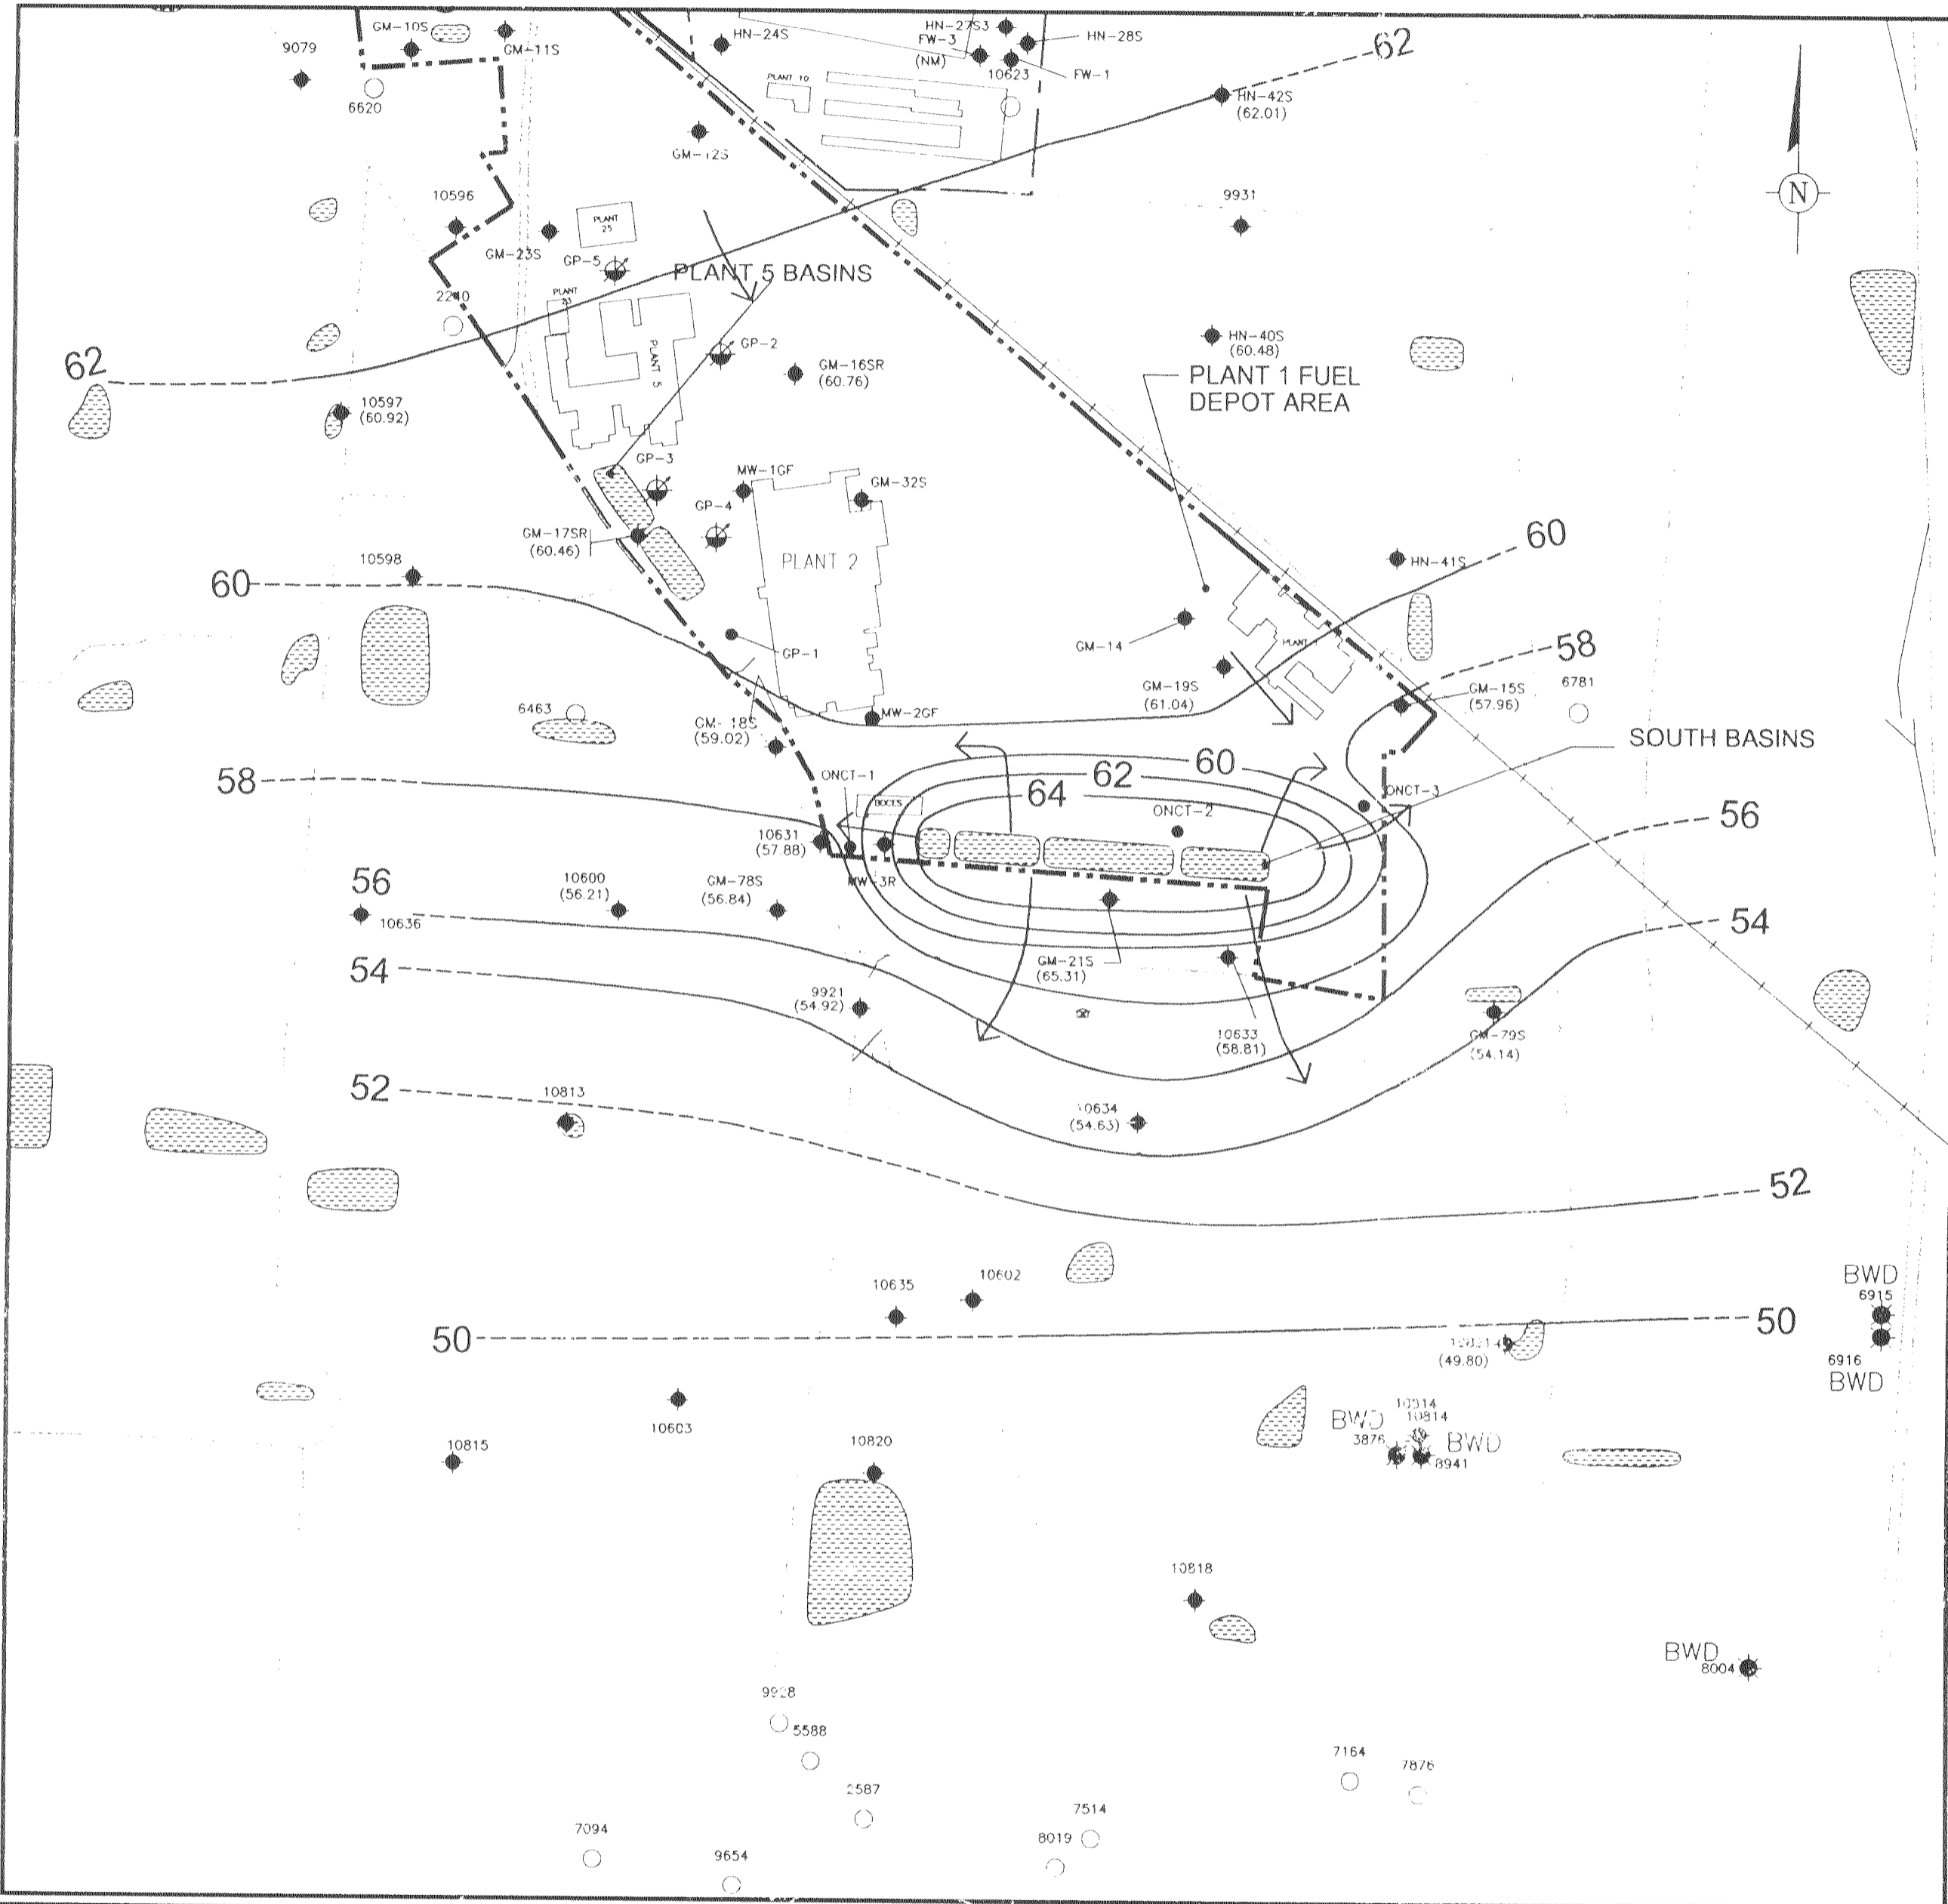 GM-10S
GM-11S
9079
6620
HN-24S
HN-27S3
FW-3
(NM)
HN-28S
10623
FW-1
62
PLANT 10
HN-42S
(62.01)
GM-12S
N
10596
PLANT
25
9931
GM-23S
GP-5
PLANT 5 BASINS
2240
PLANT
23
HN-40S
(60.48)
62
PLANT 5
GP-2
GM-16SR
(60.76)
PLANT 1 FUEL
DEPOT AREA
10597
(60.92)
GP-3
MW-1GF
GM-32S
GP-4
GM-17SR
(60.46)
PLANT 2
60
HN-41S
10598
60
GM-14
GP-1
PLANT
58
6781
GM-19S
(61.04)
GM-15S
(57.96)
6463
GM-18S
(59.02)
MW-2GF
SOUTH BASINS
58
ONCT-1
60
62
64
BOCES
ONCT-2
ONCT-3
56
10631
(57.88)
56
10600
(56.21)
GM-78S
(56.84)
MW-3R
10636
54
54
GM-21S
(65.31)
9921
(54.92)
10633
(58.81)
GM-79S
(54.14)
52
10813
10634
(54.63)
52
10635
10602
BWD
6915
50
50
(49.80)
6916
BWD
10814
BWD
3876
BWD
8941
10603
10815
10820
10818
BWD
8004
9928
5588
7164
7876
7514
7094
8019
9654